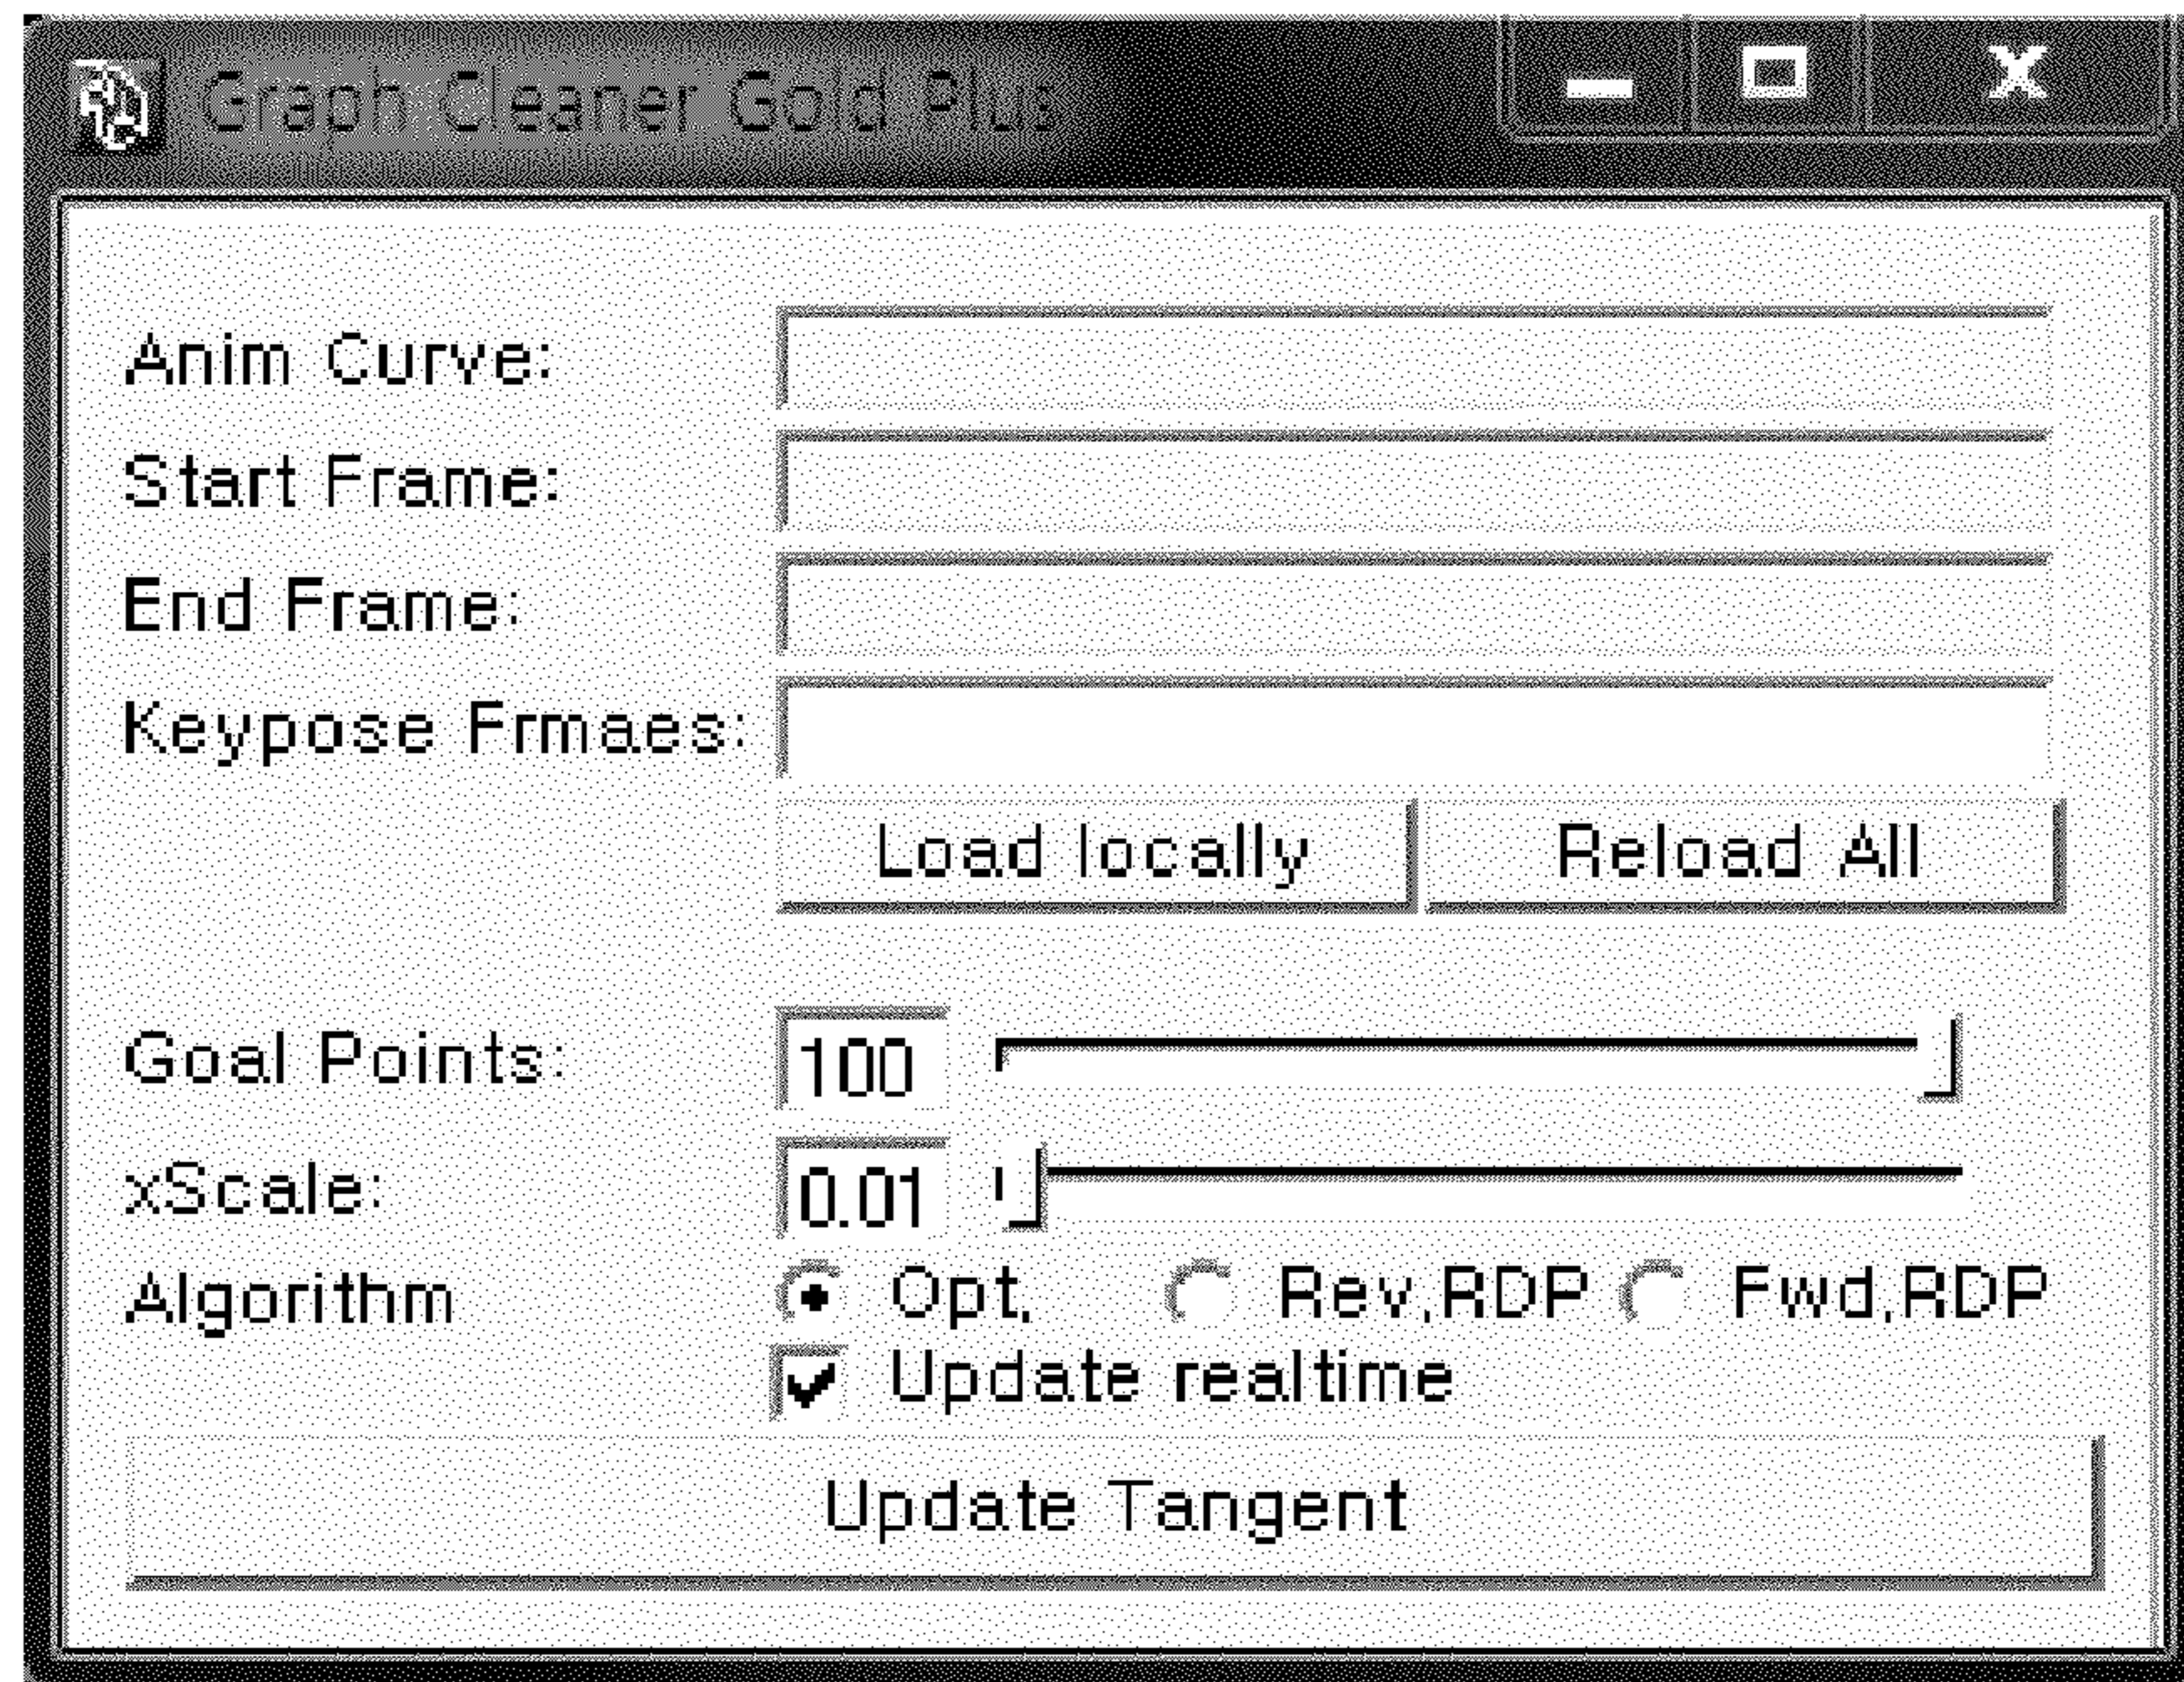 Graph Cleaner Gold Plus
Anim Curve:
Start Frame:
End Frame:
Keypose Frmaes:
Load locally Reload All
Goal Points: 100
xScale: 0.01
Algorithm Opt. Rev.RDP Fwd.RDP
Update realtime
Update Tangent